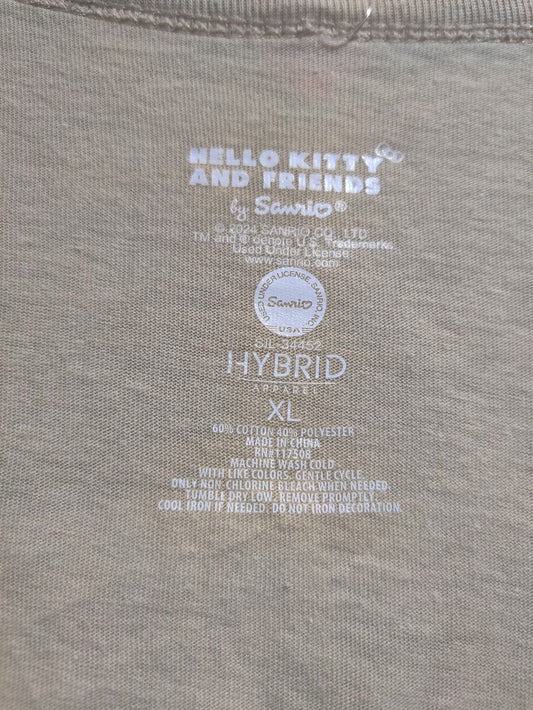 HELLO KITTY
AND FRIENDS
by Sanrio®
© 2024 SANRIO CO., LTD
TM and ® denote U.S. Trademarks
Used Under License
www.sanrio.com
USED UNDER LICENSE. SANRIO, INC.
Sanrio
USA
SJL-34452
HYBRID
APPAREL
XL
60% COTTON 40% POLYESTER
MADE IN CHINA
RN#117508
MACHINE WASH COLD
WITH LIKE COLORS. GENTLE CYCLE.
ONLY NON-CHLORINE BLEACH WHEN NEEDED.
TUMBLE DRY LOW. REMOVE PROMPTLY.
COOL IRON IF NEEDED. DO NOT IRON DECORATION.